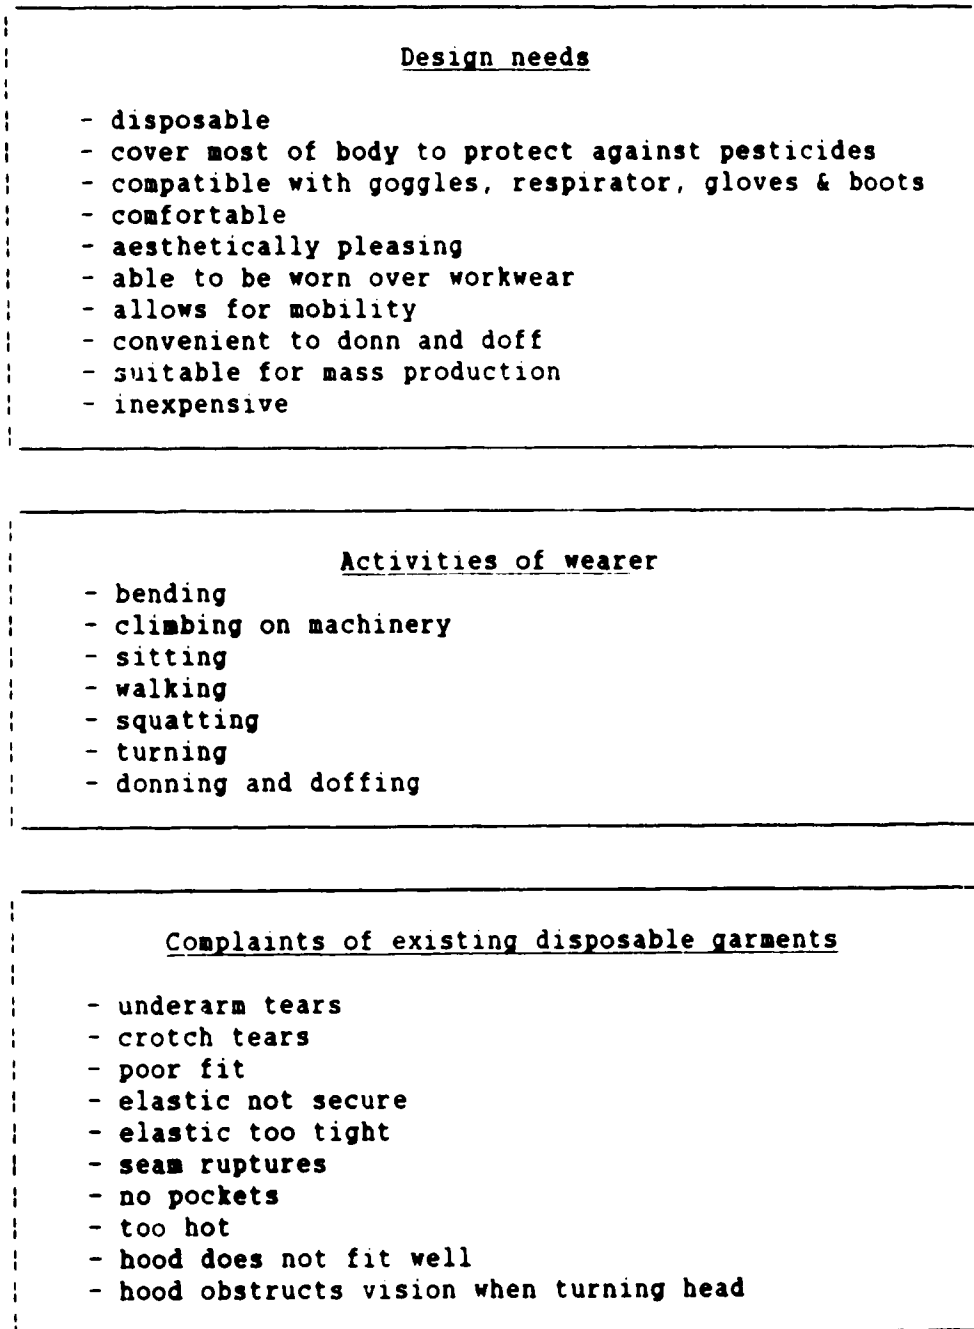 Design needs
- disposable
- cover most of body to protect against pesticides
- compatible with goggles, respirator, gloves & boots
- comfortable
- aesthetically pleasing
- able to be worn over workwear
- allows for mobility
- convenient to donn and doff
- suitable for mass production
- inexpensive
Activities of wearer
- bending
- climbing on machinery
- sitting
- walking
- squatting
- turning
- donning and doffing
Complaints of existing disposable garments
- underarm tears
- crotch tears
- poor fit
- elastic not secure
- elastic too tight
- seam ruptures
- no pockets
- too hot
- hood does not fit well
- hood obstructs vision when turning head